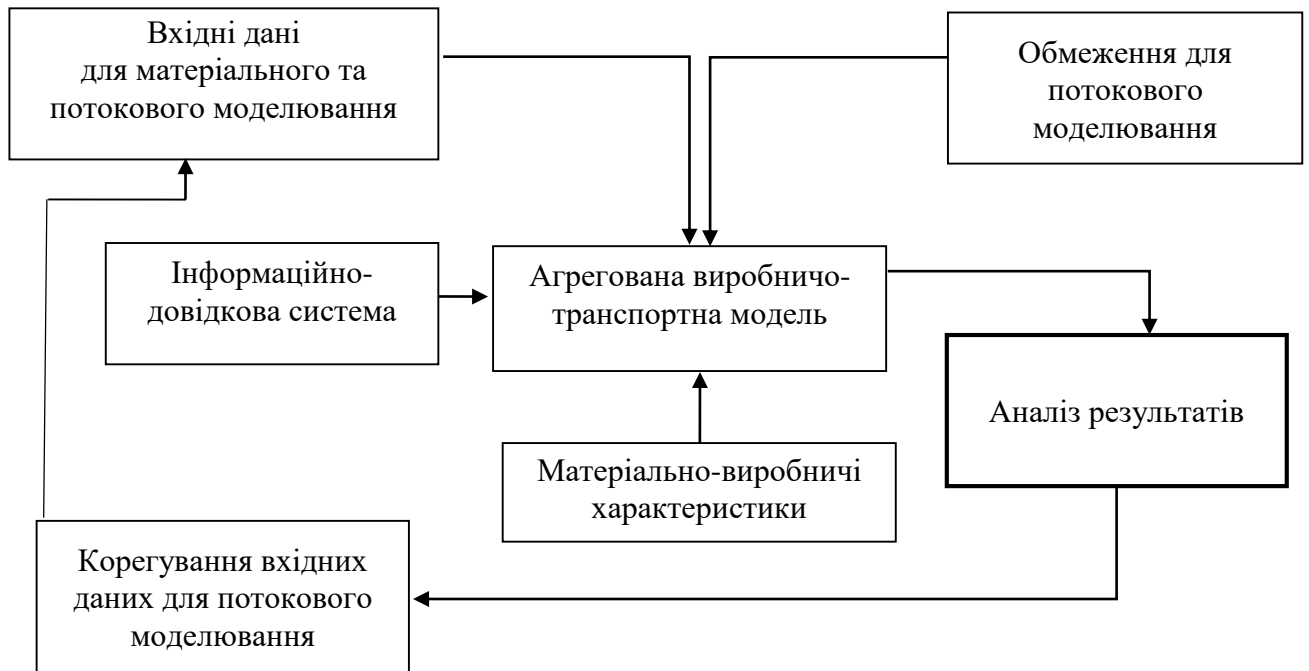 Вхідні дані
для матеріального та
потокового моделювання
Обмеження для
потокового
моделювання
Інформаційно-
довідкова система
Агрегована виробничо-
транспортна модель
Аналіз результатів
Матеріально-виробничі
характеристики
Корегування вхідних
даних для потокового
моделювання